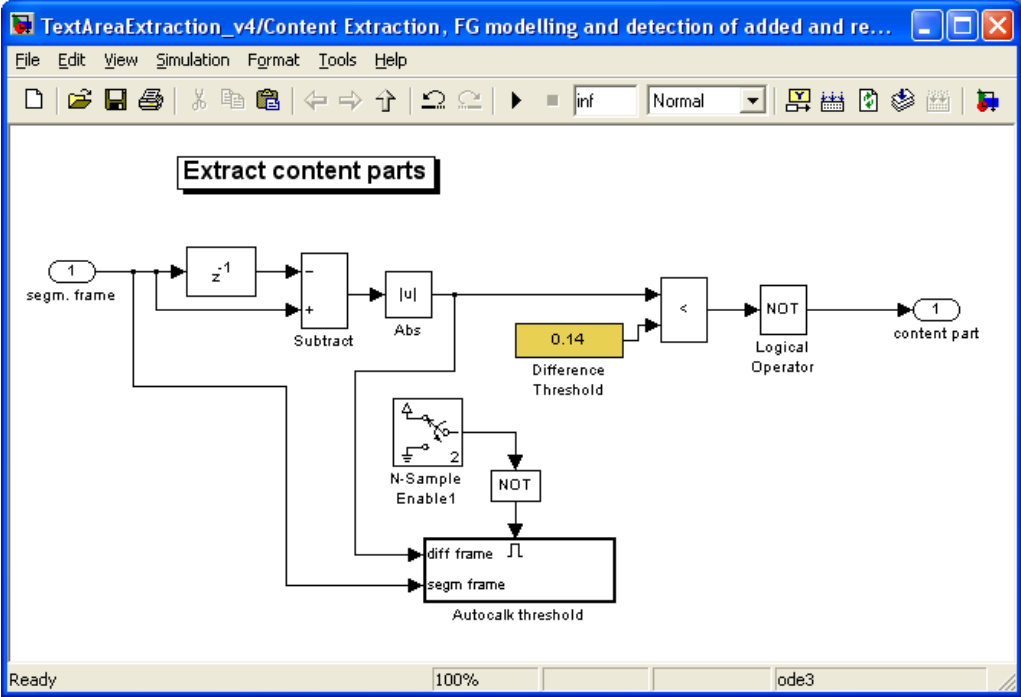 TextAreaExtraction_v4/Content Extraction, FG modelling and detection of added and re...
File Edit View Simulation Format Tools Help
inf Normal
Extract content parts
1
segm. frame
z-1
-
+
Subtract
|u|
Abs
0.14
Difference
Threshold
<
NOT
Logical
Operator
1
content part
2
N-Sample
Enable1
NOT
diff frame
segm frame
Autocalk threshold
Ready 100% ode3